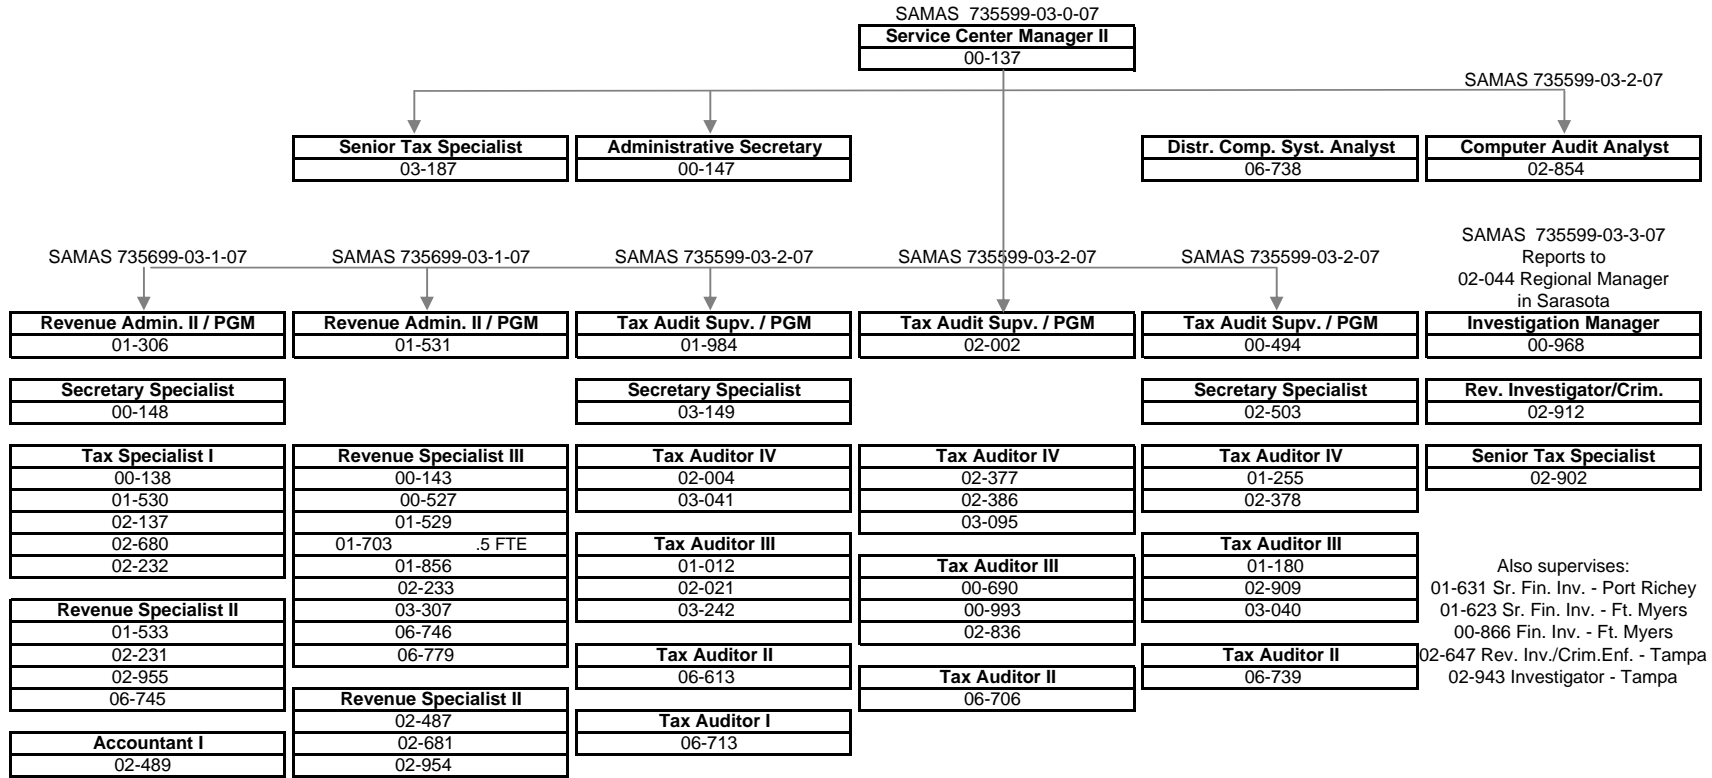 SAMAS 735599-03-0-07
Service Center Manager II
00-137
SAMAS 735599-03-2-07
Senior Tax Specialist
03-187
Administrative Secretary
00-147
Distr. Comp. Syst. Analyst
06-738
Computer Audit Analyst
02-854
SAMAS 735699-03-1-07
Revenue Admin. II / PGM
01-306
Secretary Specialist
00-148
Tax Specialist I
00-138
01-530
02-137
02-680
02-232
Revenue Specialist II
01-533
02-231
02-955
06-745
Accountant I
02-489
SAMAS 735699-03-1-07
Revenue Admin. II / PGM
01-531
Revenue Specialist III
00-143
00-527
01-529
01-703 .5 FTE
01-856
02-233
03-307
06-746
06-779
Revenue Specialist II
02-487
02-681
02-954
SAMAS 735599-03-2-07
Tax Audit Supv. / PGM
01-984
Secretary Specialist
03-149
Tax Auditor IV
02-004
03-041
Tax Auditor III
01-012
02-021
03-242
Tax Auditor II
06-613
Tax Auditor I
06-713
SAMAS 735599-03-2-07
Tax Audit Supv. / PGM
02-002
Tax Auditor IV
02-377
02-386
03-095
Tax Auditor III
00-690
00-993
02-836
Tax Auditor II
06-706
SAMAS 735599-03-2-07
Tax Audit Supv. / PGM
00-494
Secretary Specialist
02-503
Tax Auditor IV
01-255
02-378
Tax Auditor III
01-180
02-909
03-040
Tax Auditor II
06-739
SAMAS 735599-03-3-07
Reports to
02-044 Regional Manager
in Sarasota
Investigation Manager
00-968
Rev. Investigator/Crim.
02-912
Senior Tax Specialist
02-902
Also supervises:
01-631 Sr. Fin. Inv. - Port Richey
01-623 Sr. Fin. Inv. - Ft. Myers
00-866 Fin. Inv. - Ft. Myers
02-647 Rev. Inv./Crim.Enf. - Tampa
02-943 Investigator - Tampa